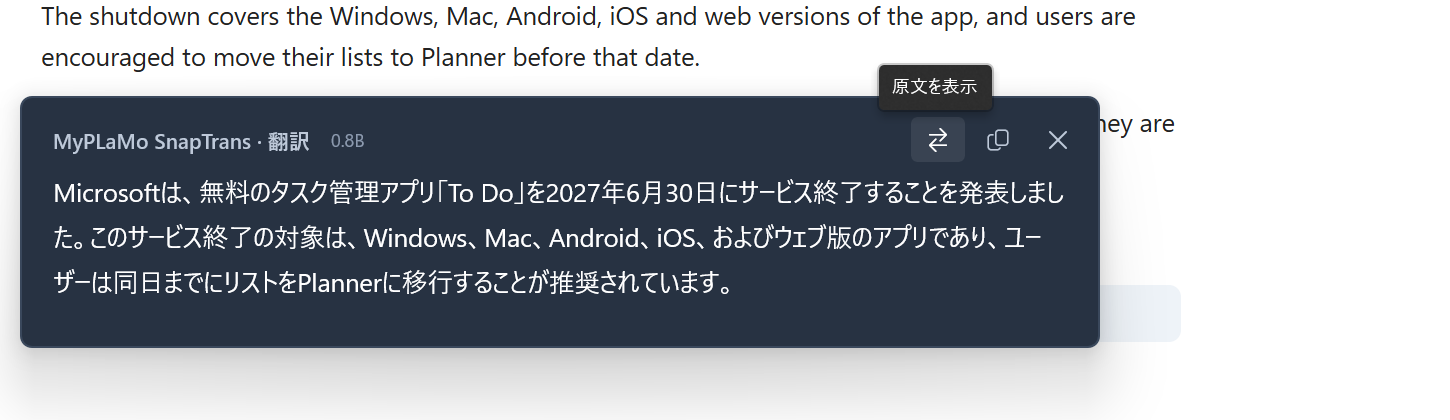 The shutdown covers the Windows, Mac, Android, iOS and web versions of the app, and users are
encouraged to move their lists to Planner before that date.
原文を表示
hey are
MyPLaMo SnapTrans · 翻訳 0.8B
Microsoftは、無料のタスク管理アプリ「To Do」を2027年6月30日にサービス終了することを発表しまし
た。このサービス終了の対象は、Windows、Mac、Android、iOS、およびウェブ版のアプリであり、ユー
ザーは同日までにリストをPlannerに移行することが推奨されています。